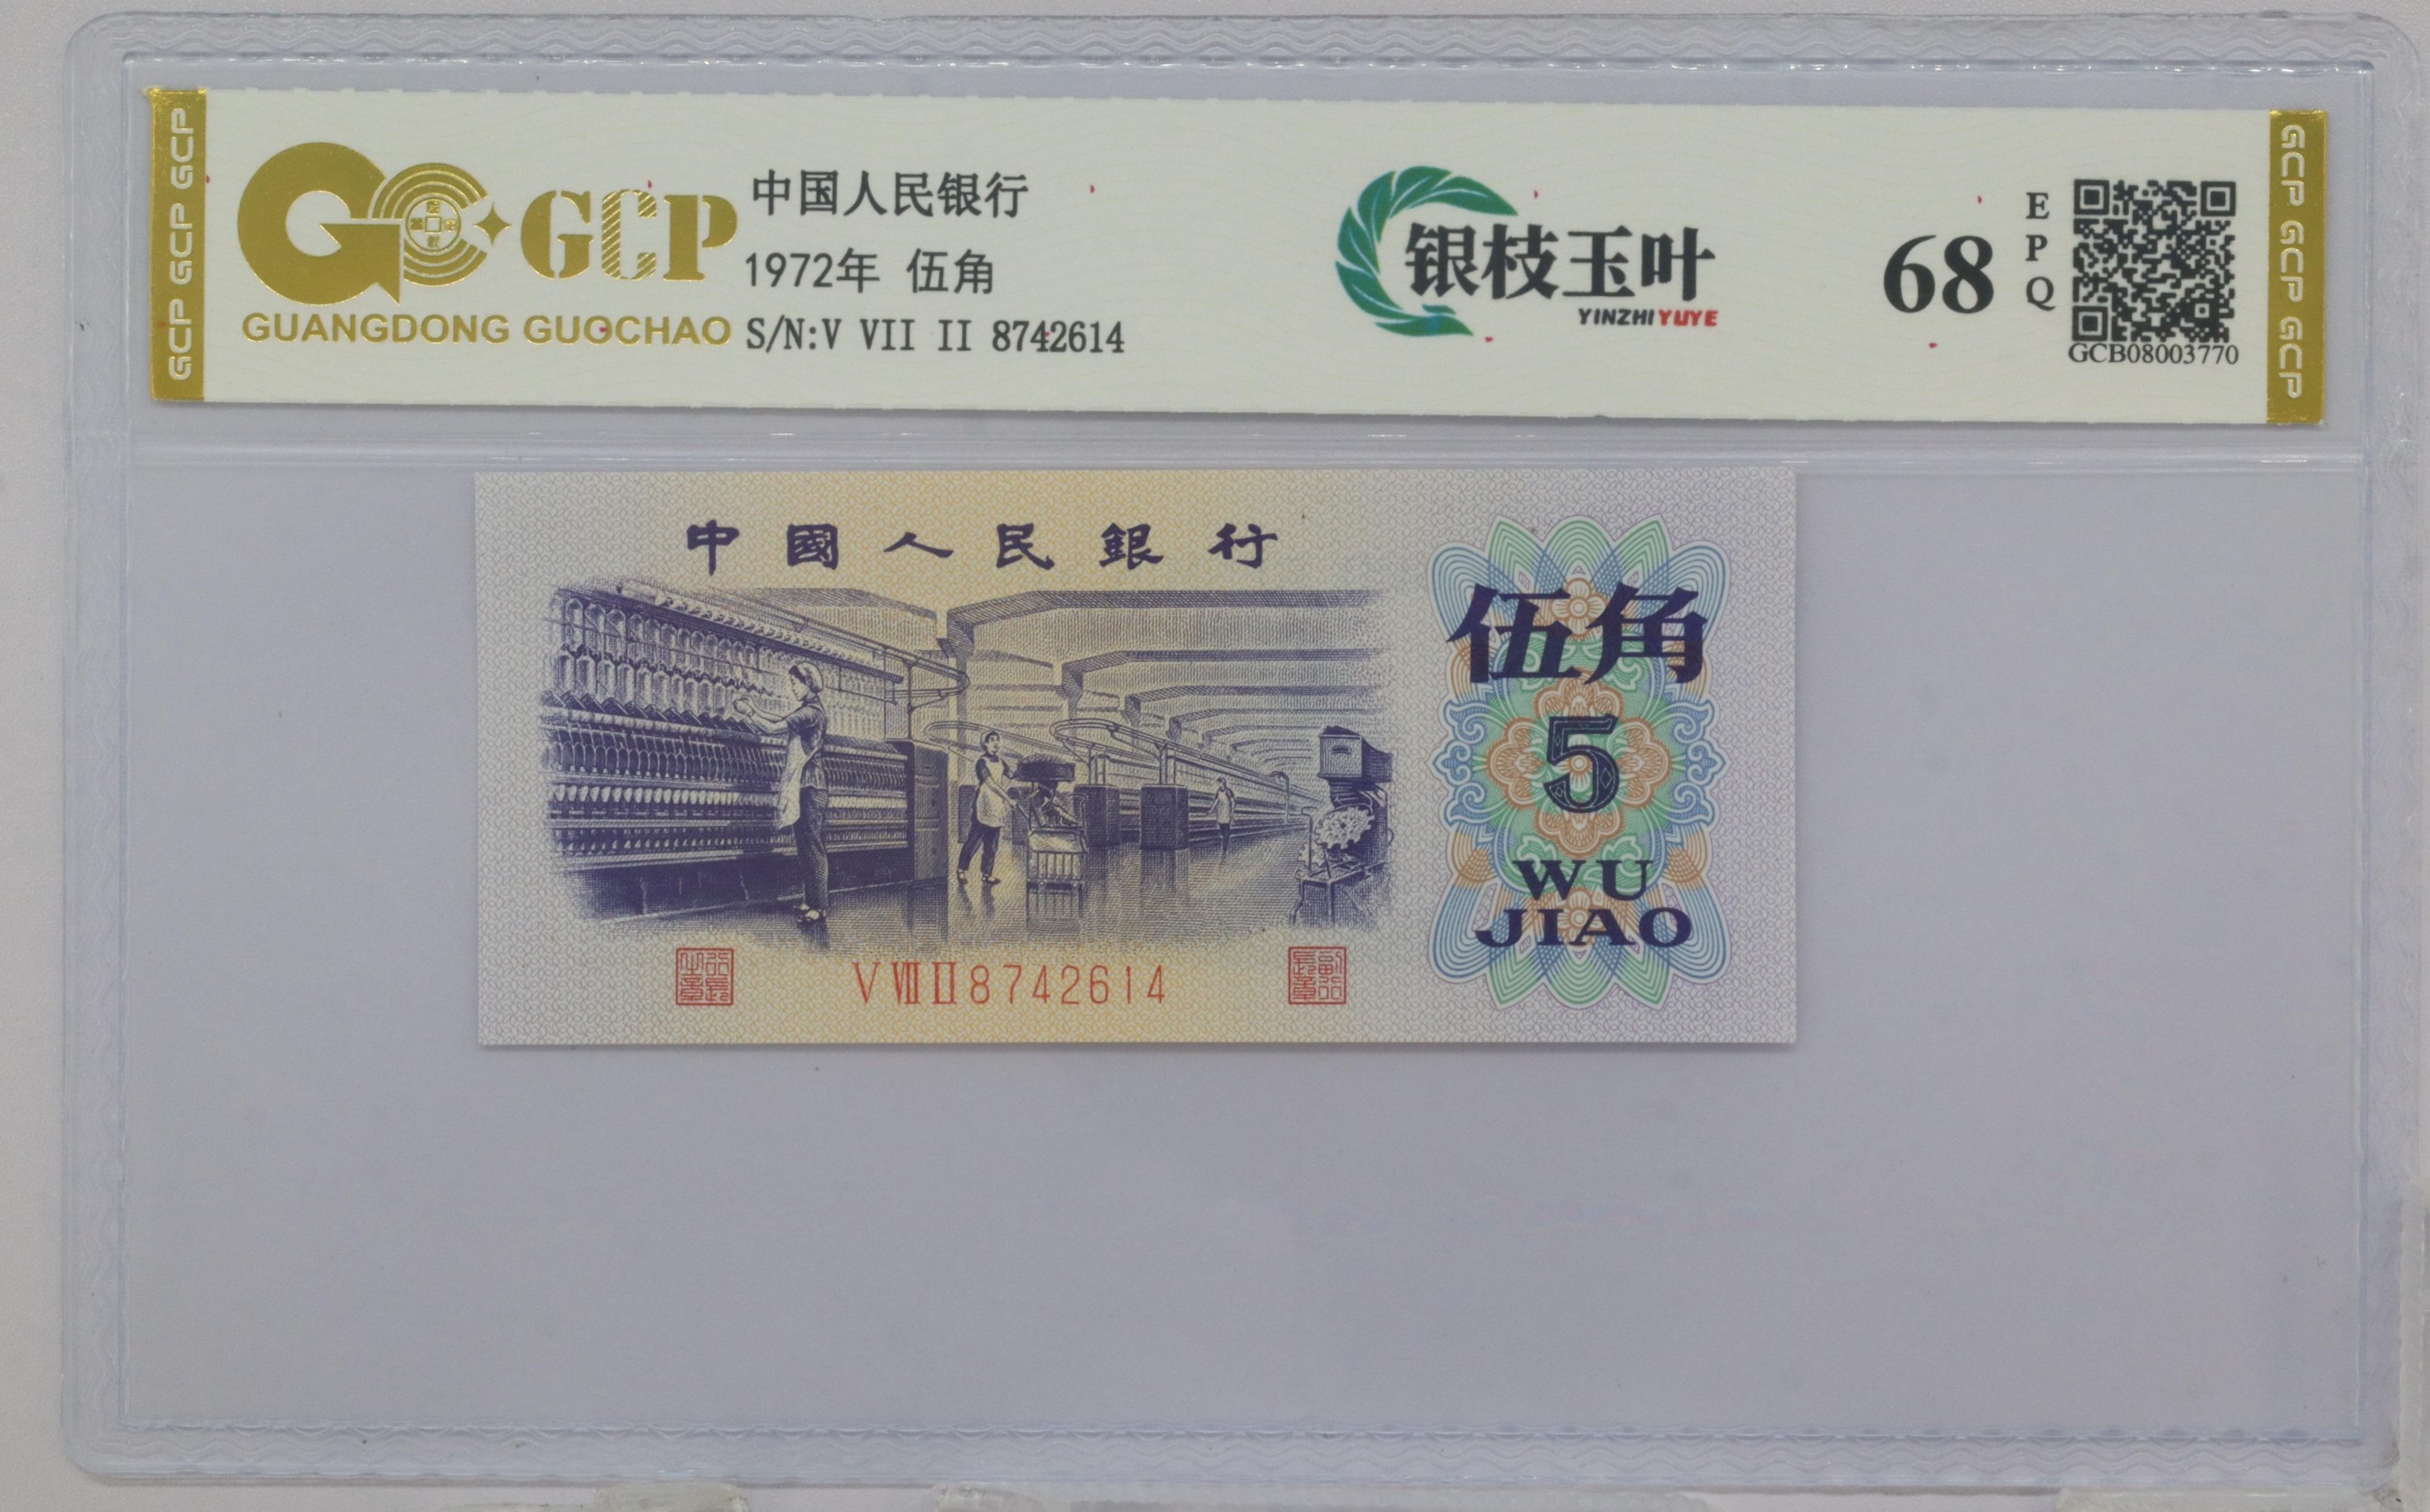 GCP GCP GCP
GCP
GUANGDONG GUOCHAO
中国人民银行
1972年 伍角
S/N:V VII II 8742614
银枝玉叶
YINZHIYUYE
68
EPQ
GCB08003770
GCP GCP GCP
中國人民銀行
伍角
5
WU
JIAO
V VII II 8742614